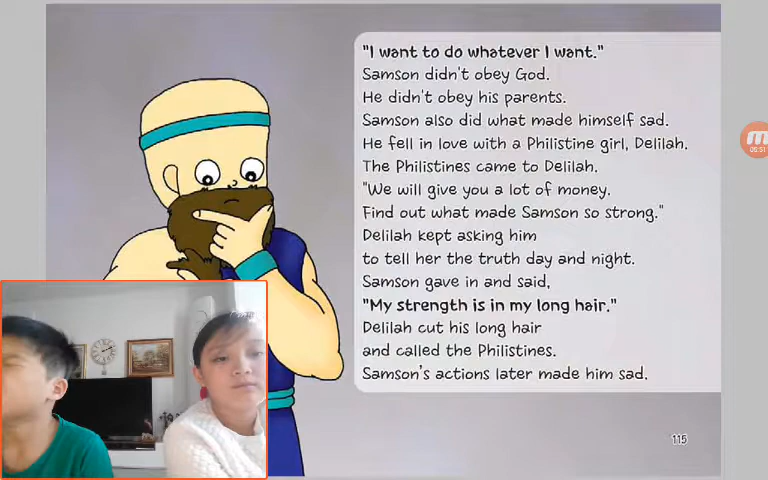 "I want to do whatever I want."
Samson didn't obey God.
He didn't obey his parents.
Samson also did what made himself sad.
He fell in love with a Philistine girl, Delilah.
The Philistines came to Delilah.
"We will give you a lot of money.
Find out what made Samson so strong."
Delilah kept asking him
to tell her the truth day and night.
Samson gave in and said,
"My strength is in my long hair."
Delilah cut his long hair
and called the Philistines.
Samson's actions later made him sad.
115
05:51